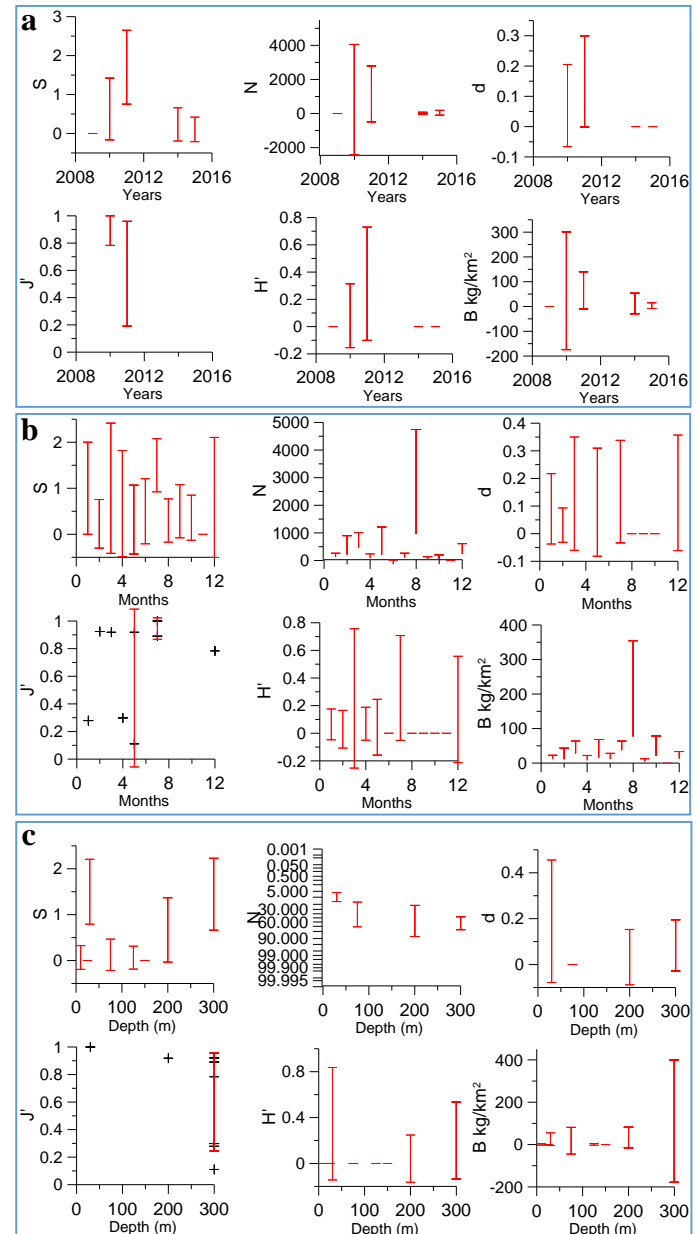 a
S
3
2
1
0
2008 2012 2016
Years
N
4000
2000
0
-2000
2008 2012 2016
Years
d
0.3
0.2
0.1
0
-0.1
2008 2012 2016
Years
J'
1
0.8
0.6
0.4
0.2
0
2008 2012 2016
Years
H'
0.8
0.6
0.4
0.2
0
-0.2
2008 2012 2016
Years
B kg/km²
300
200
100
0
-100
-200
2008 2012 2016
Years
b
S
2
1
0
0 4 8 12
Months
N
5000
4000
3000
2000
1000
0
0 4 8 12
Months
d
0.4
0.3
0.2
0.1
0
-0.1
0 4 8 12
Months
J'
1
0.8
0.6
0.4
0.2
0
0 4 8 12
Months
H'
0.8
0.6
0.4
0.2
0
-0.2
0 4 8 12
Months
B kg/km²
400
300
200
100
0
0 4 8 12
Months
c
S
2
1
0
0 100 200 300
Depth (m)
N
0.001
0.050
0.500
5.000
30.000
60.000
90.000
99.000
99.900
99.995
0 100 200 300
Depth (m)
d
0.4
0.2
0
0 100 200 300
Depth (m)
J'
1
0.8
0.6
0.4
0.2
0
0 100 200 300
Depth (m)
H'
0.8
0.4
0
0 100 200 300
Depth (m)
B kg/km²
400
200
0
-200
0 100 200 300
Depth (m)